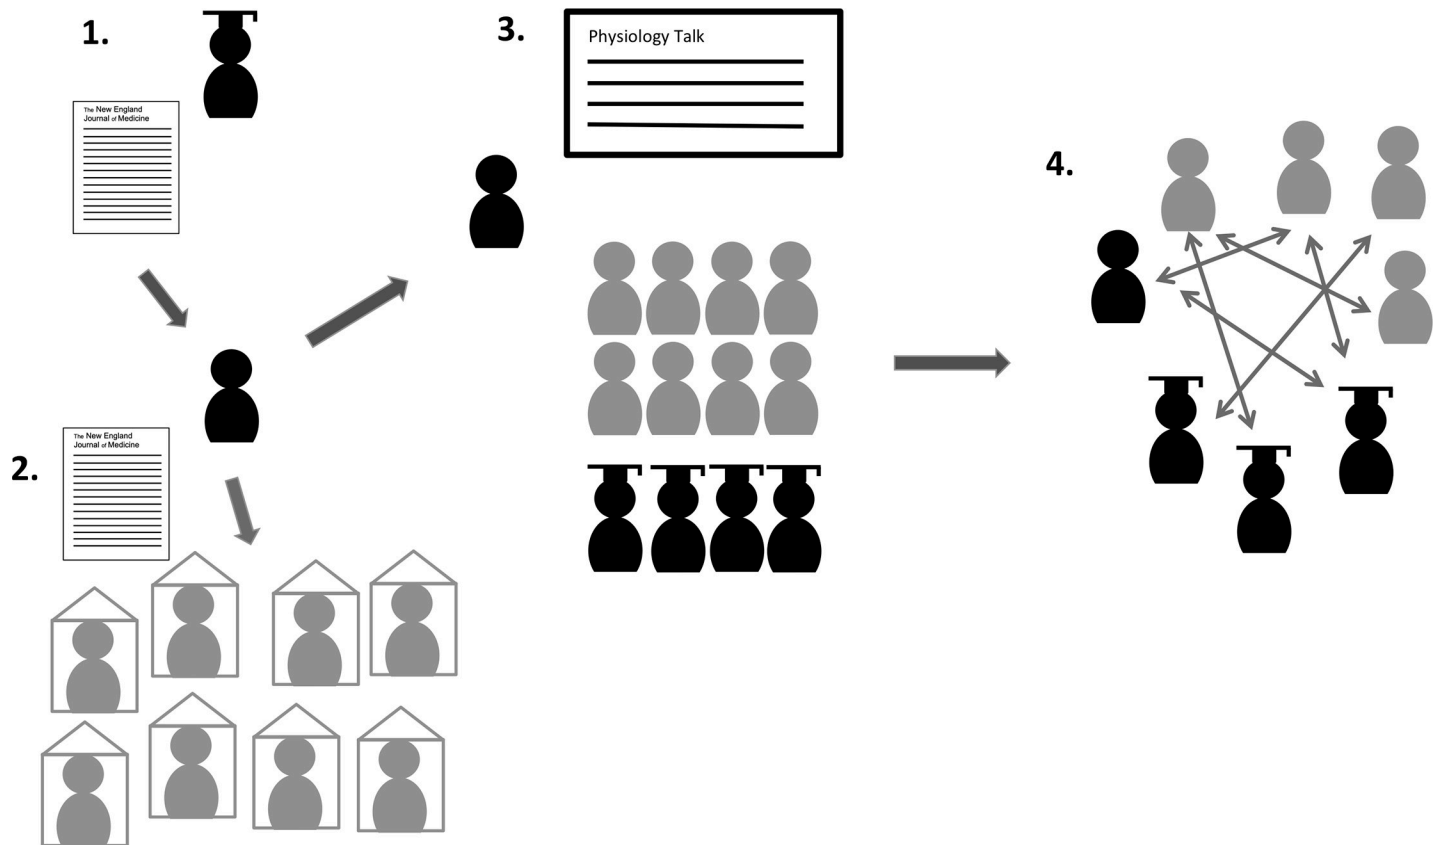 1.
The New England
Journal of Medicine
2.
The New England
Journal of Medicine
3.
Physiology Talk
4.